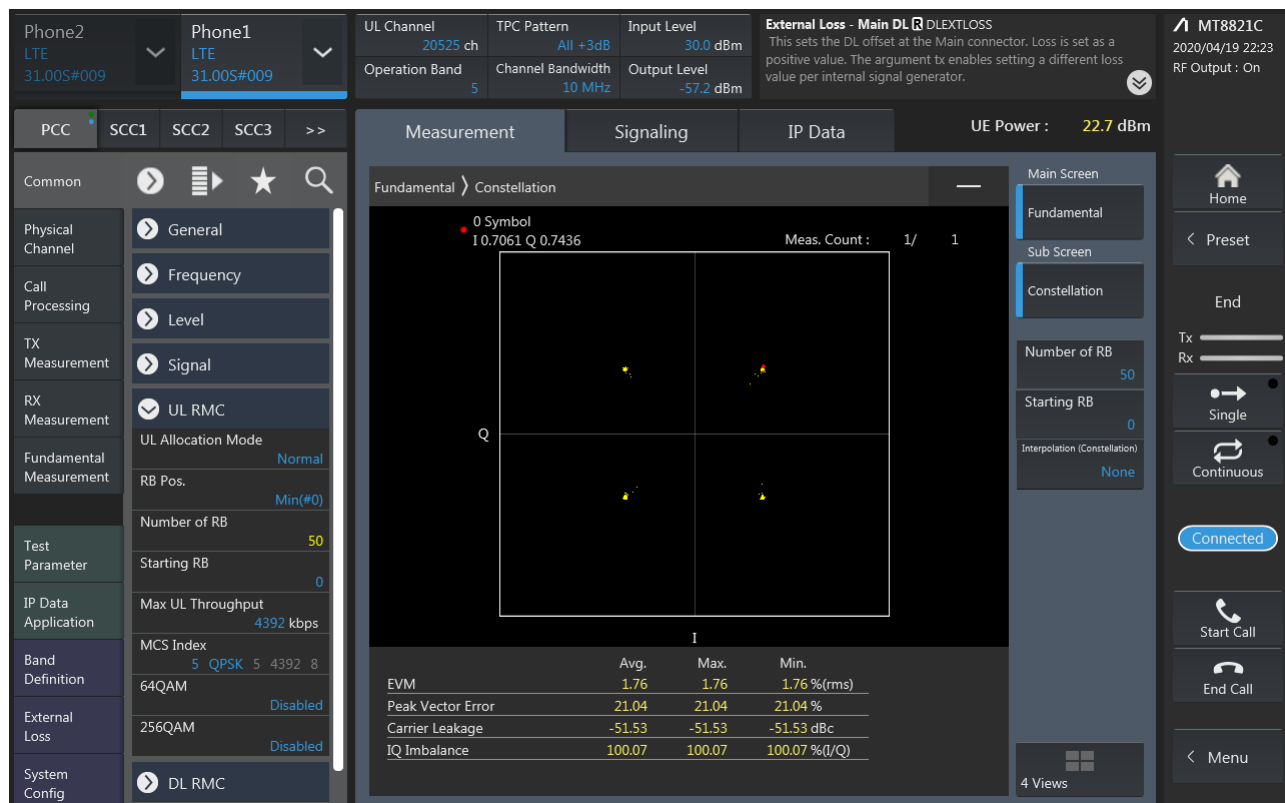 Phone2
LTE
31.00S#009
Phone1
LTE
31.00S#009
UL Channel
20525 ch
TPC Pattern
All +3dB
Input Level
30.0 dBm
Operation Band
5
Channel Bandwidth
10 MHz
Output Level
-57.2 dBm
External Loss - Main DL R DLEXTLOSS
This sets the DL offset at the Main connector. Loss is set as a
positive value. The argument tx enables setting a different loss
value per internal signal generator.
MT8821C
2020/04/19 22:23
RF Output : On
PCC
SCC1
SCC2
SCC3
>>
Measurement
Signaling
IP Data
UE Power : 22.7 dBm
Common
Physical
Channel
Call
Processing
TX
Measurement
RX
Measurement
Fundamental
Measurement
Test
Parameter
IP Data
Application
Band
Definition
External
Loss
System
Config
General
Frequency
Level
Signal
UL RMC
UL Allocation Mode
Normal
RB Pos.
Min(#0)
Number of RB
50
Starting RB
0
Max UL Throughput
4392 kbps
MCS Index
5 QPSK 5 4392 8
64QAM
Disabled
256QAM
Disabled
DL RMC
Fundamental 〉 Constellation
0 Symbol
I 0.7061 Q 0.7436
Meas. Count : 1/ 1
Q
I
Avg. Max. Min.
EVM 1.76 1.76 1.76 %(rms)
Peak Vector Error 21.04 21.04 21.04 %
Carrier Leakage -51.53 -51.53 -51.53 dBc
IQ Imbalance 100.07 100.07 100.07 %(I/Q)
Main Screen
Fundamental
Sub Screen
Constellation
Number of RB
50
Starting RB
0
Interpolation (Constellation)
None
4 Views
Home
< Preset
End
Tx
Rx
Single
Continuous
Connected
Start Call
End Call
< Menu